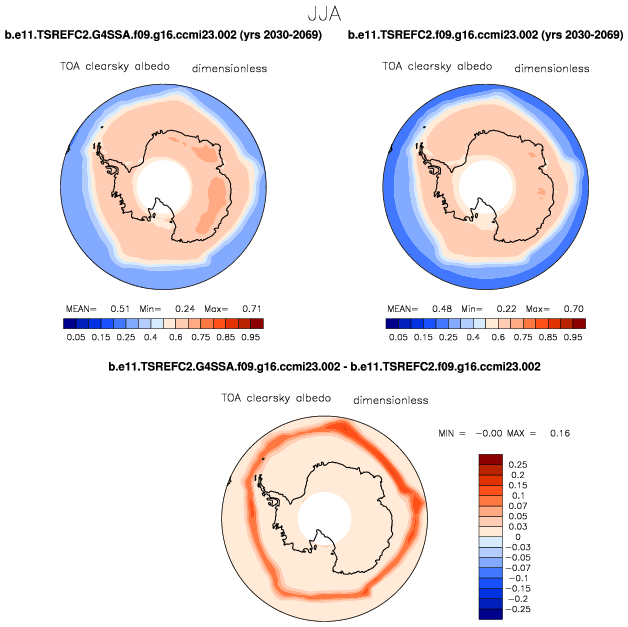 JJA
b.e11.TSREFC2.G4SSA.f09.g16.ccmi23.002 (yrs 2030-2069)
b.e11.TSREFC2.f09.g16.ccmi23.002 (yrs 2030-2069)
TOA clearsky albedo dimensionless
TOA clearsky albedo dimensionless
MEAN= 0.51 Min= 0.24 Max= 0.71
MEAN= 0.48 Min= 0.22 Max= 0.70
0.05 0.15 0.25 0.4 0.6 0.75 0.85 0.95
0.05 0.15 0.25 0.4 0.6 0.75 0.85 0.95
b.e11.TSREFC2.G4SSA.f09.g16.ccmi23.002 - b.e11.TSREFC2.f09.g16.ccmi23.002
TOA clearsky albedo dimensionless
MIN = -0.00 MAX = 0.16
0.25
0.2
0.15
0.1
0.07
0.05
0.03
0
-0.03
-0.05
-0.07
-0.1
-0.15
-0.2
-0.25